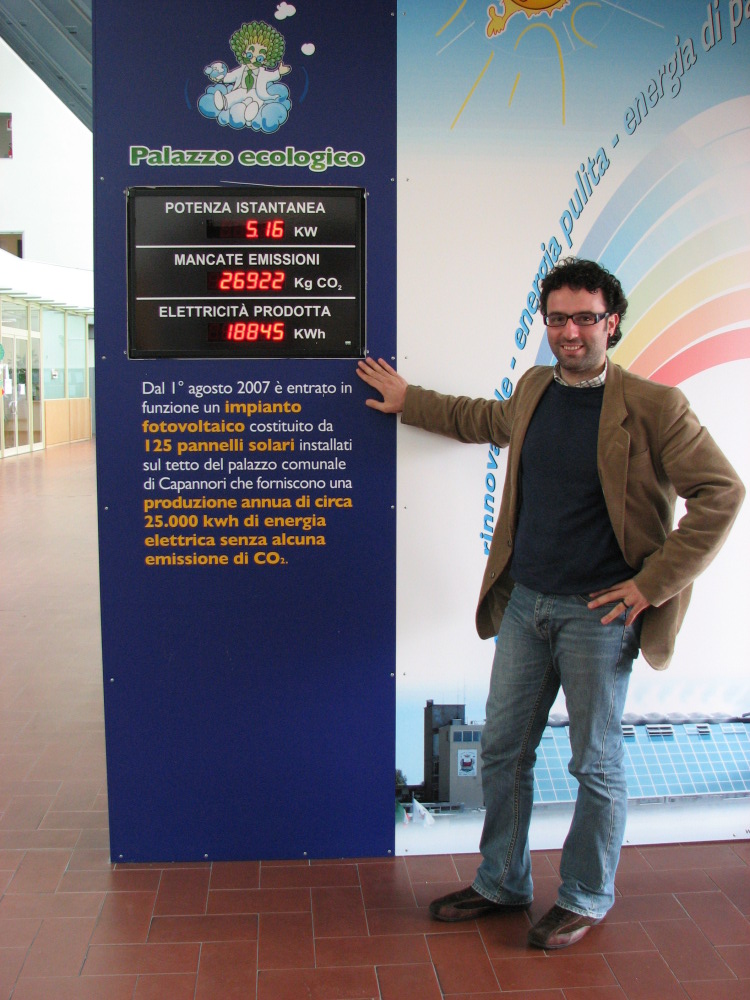 Palazzo ecologico
POTENZA ISTANTANEA
5.16 KW
MANCATE EMISSIONI
26922 Kg CO₂
ELETTRICITÀ PRODOTTA
18845 KWh
Dal 1° agosto 2007 è entrato in
funzione un impianto
fotovoltaico costituito da
125 pannelli solari installati
sul tetto del palazzo comunale
di Capannori che forniscono una
produzione annua di circa
25.000 kwh di energia
elettrica senza alcuna
emissione di CO₂.
energia pulita - energia di